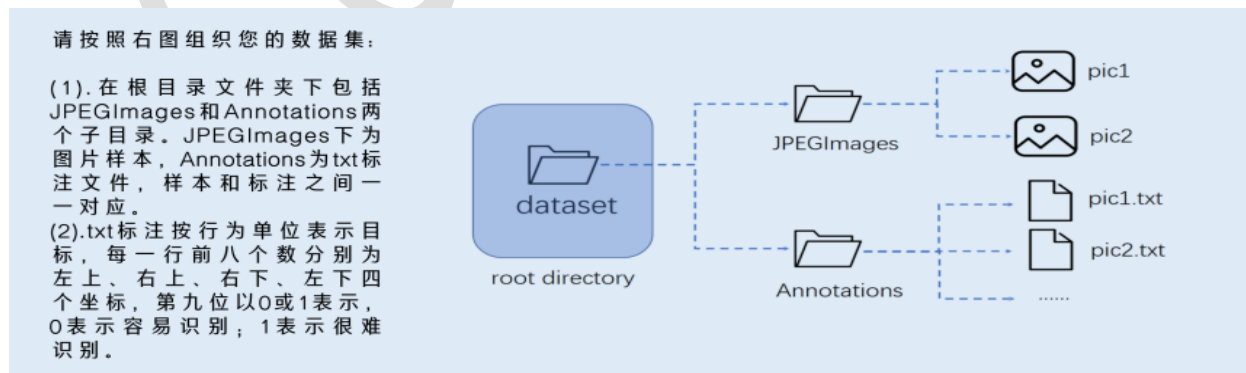 请按照右图组织您的数据集：
(1).在根目录文件夹下包括
JPEGImages和Annotations两
个子目录。JPEGImages下为
图片样本，Annotations为txt标
注文件，样本和标注之间一
一对应。
(2).txt标注按行为单位表示目
标，每一行前八个数分别为
左上、右上、右下、左下四
个坐标，第九位以0或1表示，
0表示容易识别；1表示很难
识别。
dataset
root directory
JPEGImages
pic1
pic2
Annotations
pic1.txt
pic2.txt
......